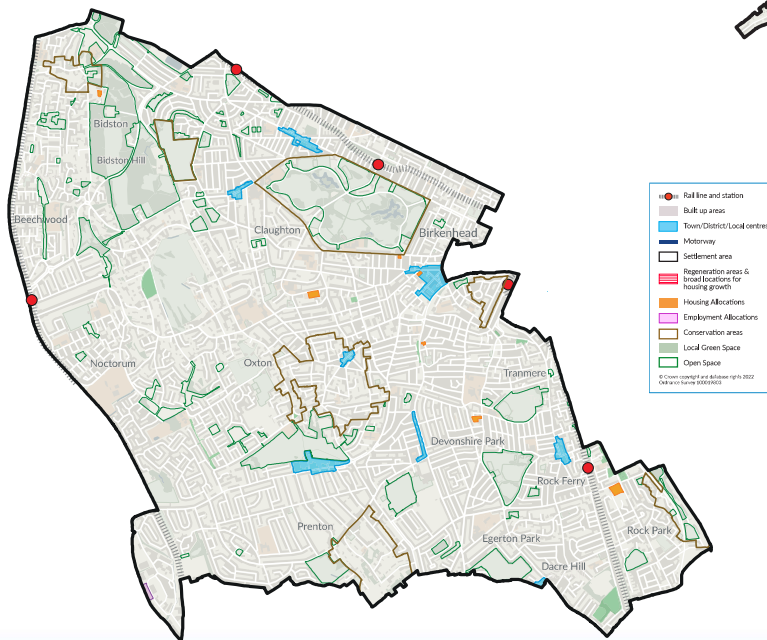 Bidston
Bidston Hill
Beechwood
Claughton
Birkenhead
Noctorum
Oxton
Tranmere
Devonshire Park
Rock Ferry
Prenton
Egerton Park
Rock Park
Dacre Hill
Rail line and station
Built up areas
Town/District/Local centres
Motorway
Settlement area
Regeneration areas &
broad locations for
housing growth
Housing Allocations
Employment Allocations
Conservation areas
Local Green Space
Open Space
© Crown copyright and database rights 2022
Ordnance Survey